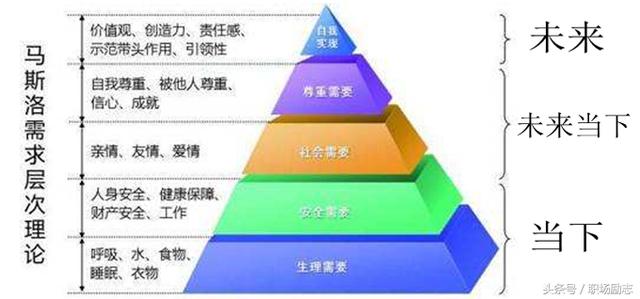 马斯洛需求层次理论
价值观、创造力、责任感、
示范带头作用、引领性
自我
实现
未来
自我尊重、被他人尊重、
信心、成就
尊重需要
未来当下
亲情、友情、爱情
社会需要
人身安全、健康保障、
财产安全、工作
安全需要
当下
呼吸、水、食物、
睡眠、衣物
生理需要
头条号/职场励志